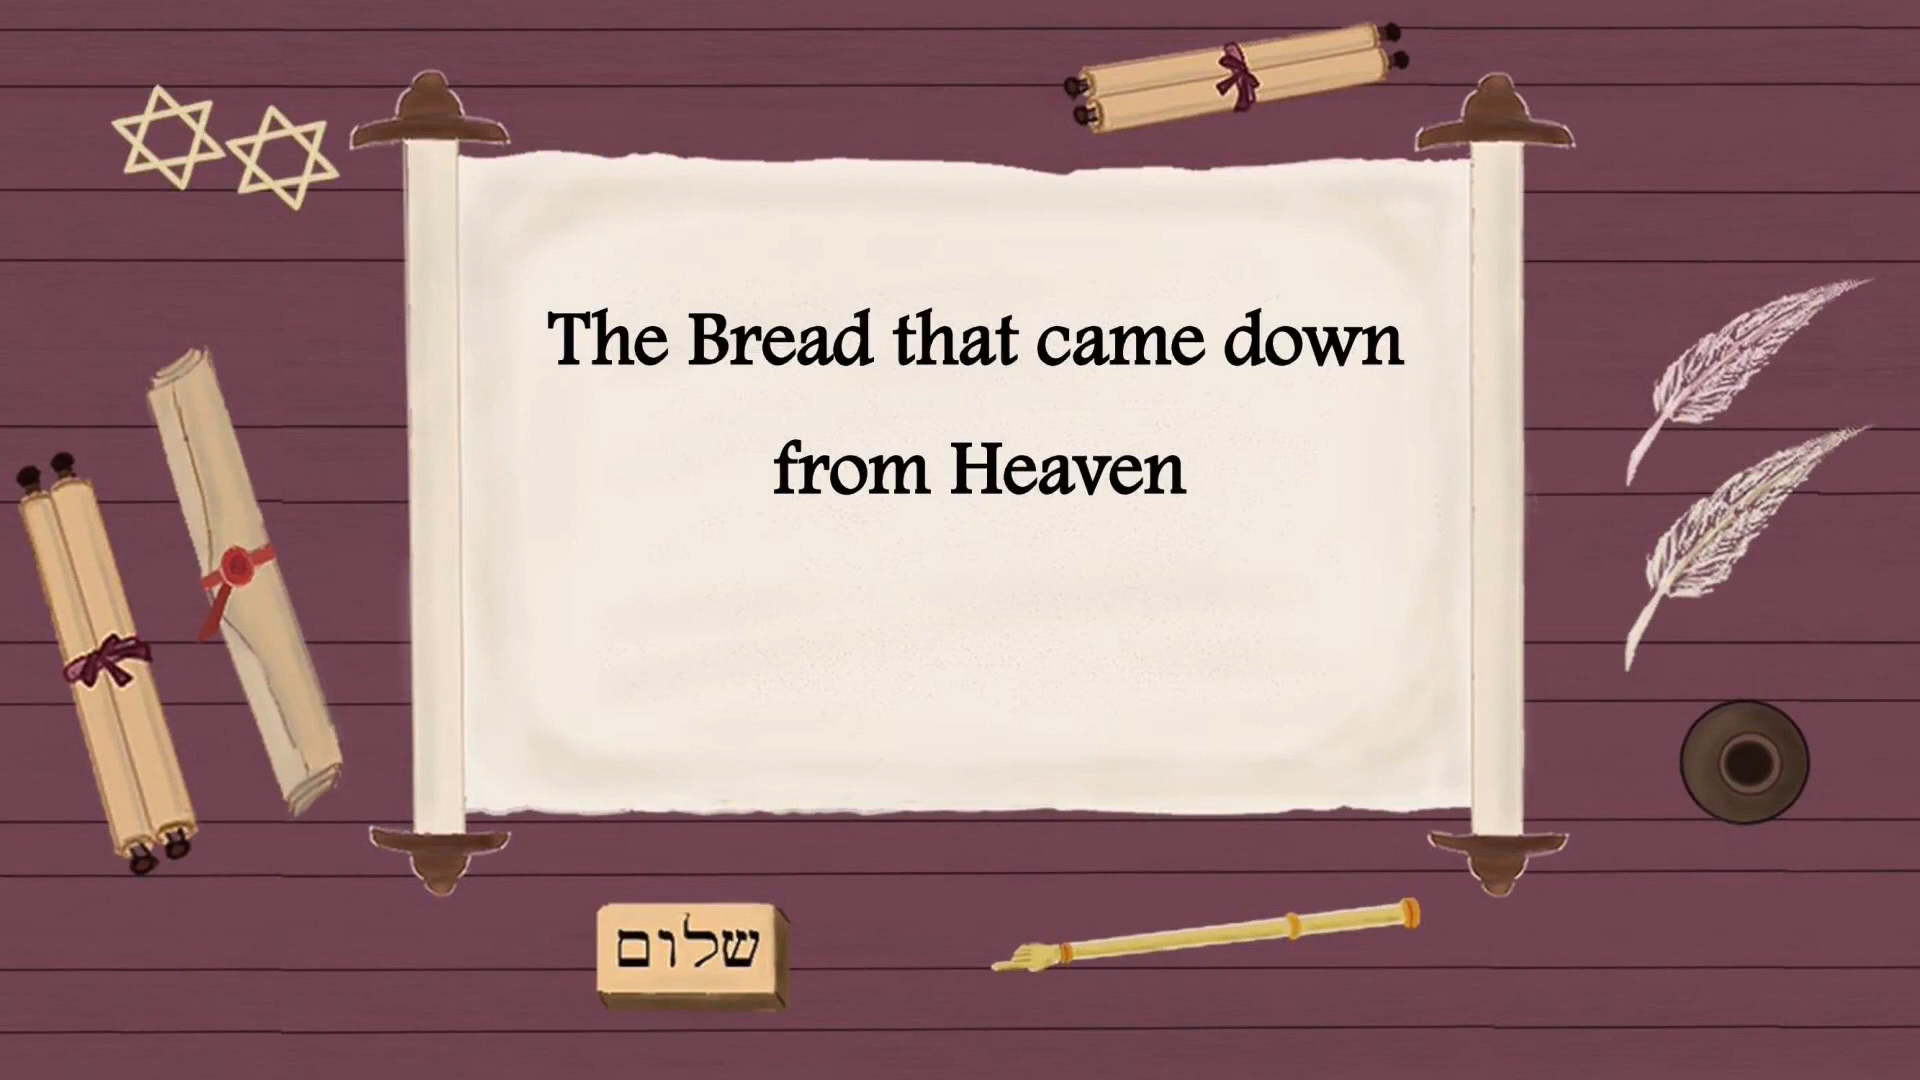 The Bread that came down
from Heaven
שלום